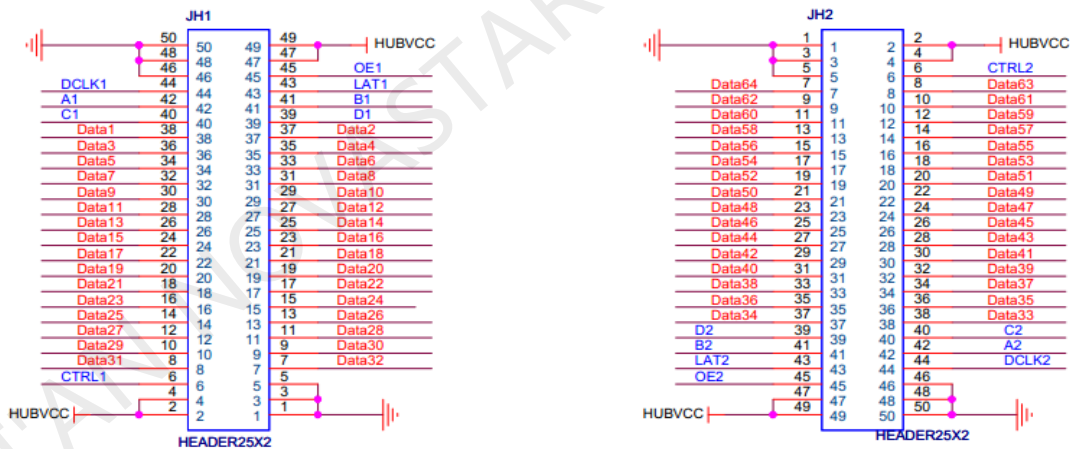 JH1
50 50 49 49 HUBVCC
48 48 47 47
46 46 45 45 OE1
DCLK1 44 44 43 43 LAT1
A1 42 42 41 41 B1
C1 40 40 39 39 D1
Data1 38 38 37 37 Data2
Data3 36 36 35 35 Data4
Data5 34 34 33 33 Data6
Data7 32 32 31 31 Data8
Data9 30 30 29 29 Data10
Data11 28 28 27 27 Data12
Data13 26 26 25 25 Data14
Data15 24 24 23 23 Data16
Data17 22 22 21 21 Data18
Data19 20 20 19 19 Data20
Data21 18 18 17 17 Data22
Data23 16 16 15 15 Data24
Data25 14 14 13 13 Data26
Data27 12 12 11 11 Data28
Data29 10 10 9 9 Data30
Data31 8 8 7 7 Data32
CTRL1 6 6 5 5
4 4 3 3
HUBVCC 2 2 1 1
HEADER25X2
JH2
1 1 2 2 HUBVCC
3 3 4 4
5 5 6 6 CTRL2
Data64 7 7 8 8 Data63
Data62 9 9 10 10 Data61
Data60 11 11 12 12 Data59
Data58 13 13 14 14 Data57
Data56 15 15 16 16 Data55
Data54 17 17 18 18 Data53
Data52 19 19 20 20 Data51
Data50 21 21 22 22 Data49
Data48 23 23 24 24 Data47
Data46 25 25 26 26 Data45
Data44 27 27 28 28 Data43
Data42 29 29 30 30 Data41
Data40 31 31 32 32 Data39
Data38 33 33 34 34 Data37
Data36 35 35 36 36 Data35
Data34 37 37 38 38 Data33
D2 39 39 40 40 C2
B2 41 41 42 42 A2
LAT2 43 43 44 44 DCLK2
OE2 45 45 46 46
47 47 48 48
HUBVCC 49 49 50 50
HEADER25X2
'AN NOVASTAR